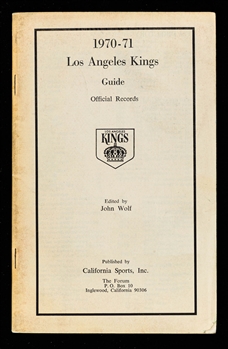 1970-71
Los Angeles Kings
Guide
Official Records
LOS ANGELES
KINGS
Edited by
John Wolf
Published by
California Sports, Inc.
The Forum
P. O. Box 10
Inglewood, California 90306